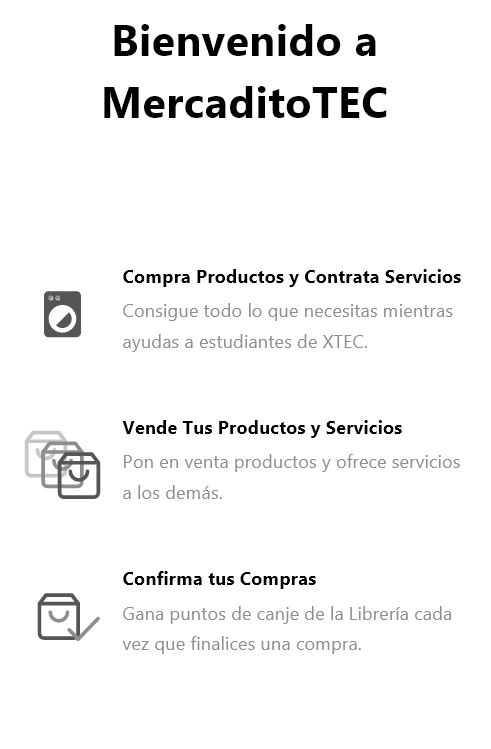 Bienvenido a
MercaditoTEC
Compra Productos y Contrata Servicios
Consigue todo lo que necesitas mientras
ayudas a estudiantes de XTEC.
Vende Tus Productos y Servicios
Pon en venta productos y ofrece servicios
a los demás.
Confirma tus Compras
Gana puntos de canje de la Librería cada
vez que finalices una compra.